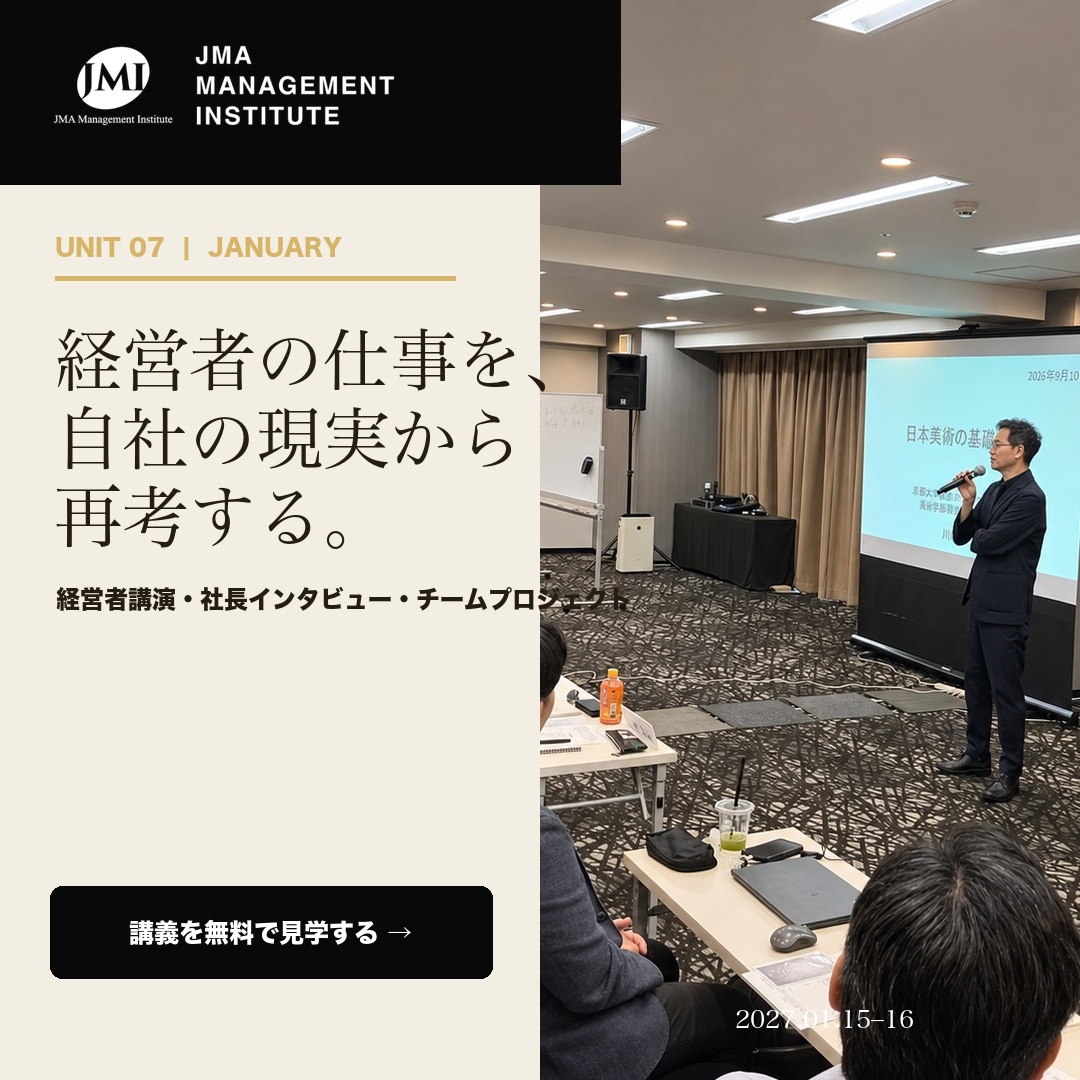 JMI
JMA Management Institute
JMA
MANAGEMENT
INSTITUTE
UNIT 07 | JANUARY
経営者の仕事を、
自社の現実から
再考する。
経営者講演・社長インタビュー・チームプロジェクト
講義を無料で見学する →
2026年9月10
日本美術の基礎
2027.01.15–16